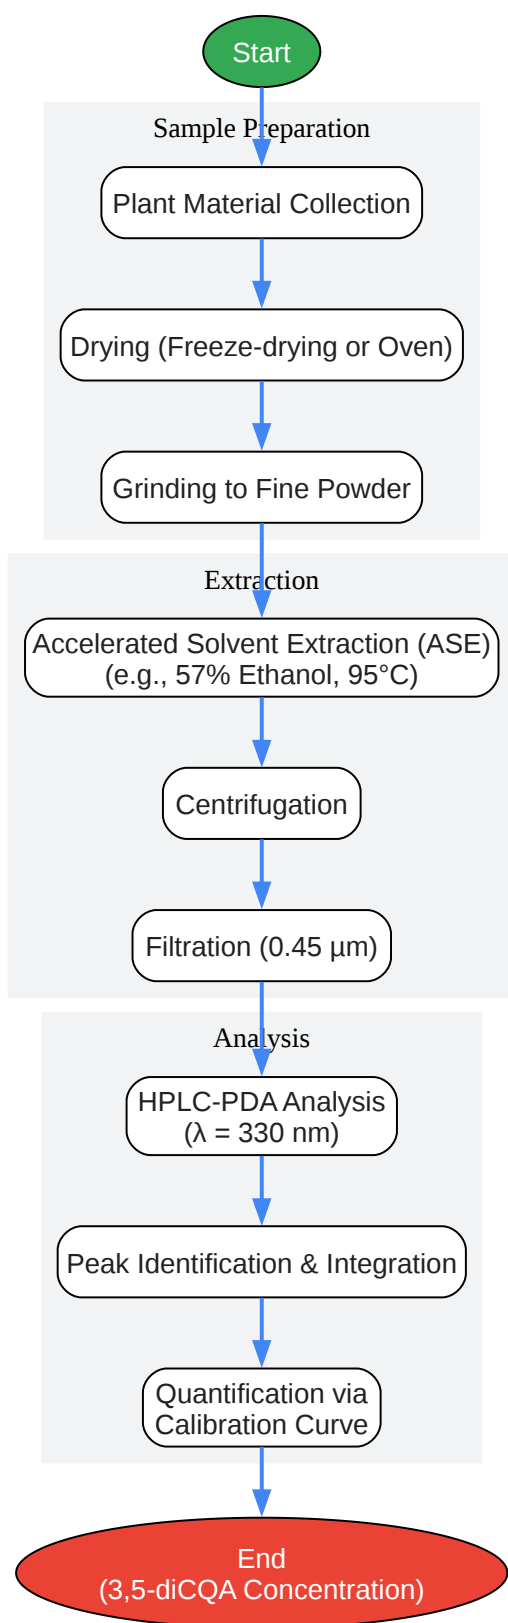 Start
Sample Preparation
Plant Material Collection
Drying (Freeze-drying or Oven)
Grinding to Fine Powder
Extraction
Accelerated Solvent Extraction (ASE)
(e.g., 57% Ethanol, 95°C)
Centrifugation
Filtration (0.45 µm)
Analysis
HPLC-PDA Analysis
(λ = 330 nm)
Peak Identification & Integration
Quantification via
Calibration Curve
End
(3,5-diCQA Concentration)